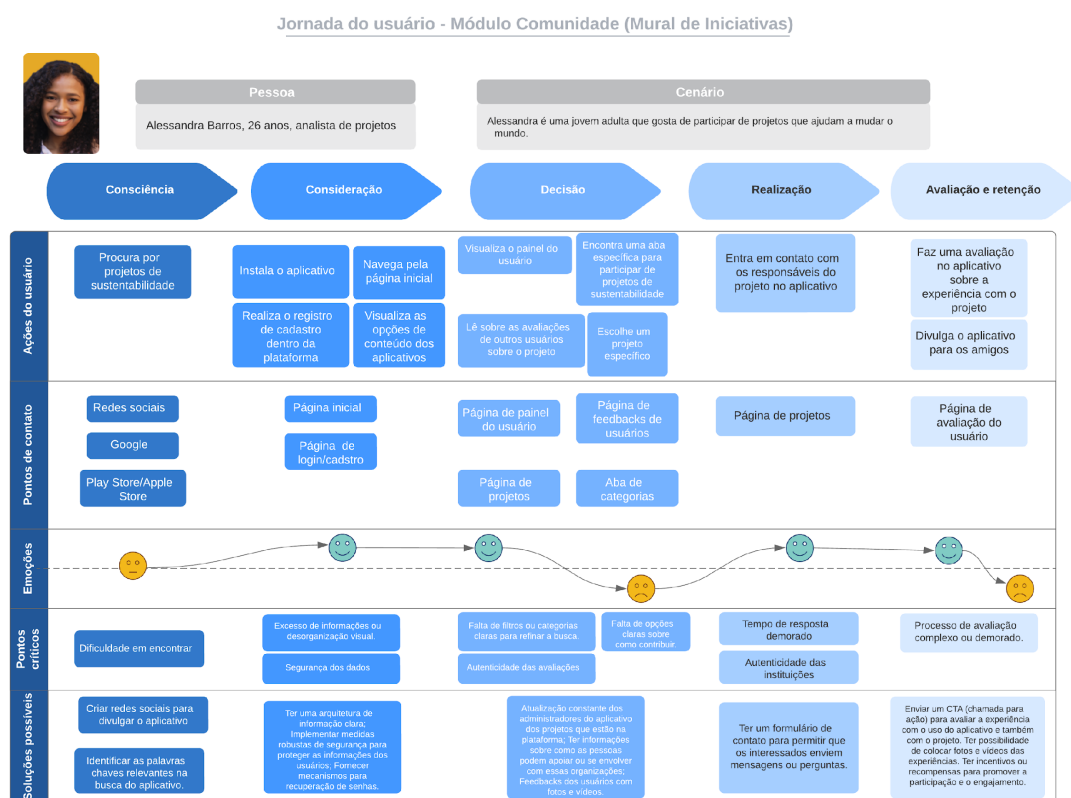 Jornada do usuário - Módulo Comunidade (Mural de Iniciativas)
Pessoa
Alessandra Barros, 26 anos, analista de projetos
Cenário
Alessandra é uma jovem adulta que gosta de participar de projetos que ajudam a mudar o
mundo.
Consciência
Consideração
Decisão
Realização
Avaliação e retenção
Ações do usuário
Procura por
projetos de
sustentabilidade
Instala o aplicativo
Navega pela
página inicial
Realiza o registro
de cadastro
dentro da
plataforma
Visualiza as
opções de
conteúdo dos
aplicativos
Visualiza o painel do
usuário
Encontra uma aba
específica para
participar de
projetos de
sustentabilidade
Lê sobre as avaliações
de outros usuários
sobre o projeto
Escolhe um
projeto
específico
Entra em contato com
os responsáveis do
projeto no aplicativo
Faz uma avaliação
no aplicativo
sobre a
experiência com o
projeto
Divulga o aplicativo
para os amigos
Pontos de contato
Redes sociais
Google
Play Store/Apple
Store
Página inicial
Página de
login/cadstro
Página de painel
do usuário
Página de
feedbacks de
usuários
Página de
projetos
Aba de
categorias
Página de projetos
Página de
avaliação do
usuário
Emoções
Pontos
críticos
Dificuldade em encontrar
Excesso de informações ou
desorganização visual.
Segurança dos dados
Falta de filtros ou categorias
claras para refinar a busca.
Falta de opções
claras sobre
como contribuir.
Autenticidade das avaliações
Tempo de resposta
demorado
Autenticidade das
instituições
Processo de avaliação
complexo ou demorado.
Soluções possíveis
Criar redes sociais para
divulgar o aplicativo
Identificar as palavras
chaves relevantes na
busca do aplicativo.
Ter uma arquitetura de
informação clara;
Implementar medidas
robustas de segurança para
proteger as informações dos
usuários; Fornecer
mecanismos para
recuperação de senhas.
Atualização constante dos
administradores do aplicativo
dos projetos que estão na
plataforma; Ter informações
sobre como as pessoas
podem apoiar ou se envolver
com essas organizações;
Feedbacks dos usuários com
fotos e vídeos.
Ter um formulário de
contato para permitir que
os interessados enviem
mensagens ou perguntas.
Enviar um CTA (chamada para
ação) para avaliar a experiência
com o uso do aplicativo e também
com o projeto. Ter possibilidade
de colocar fotos e vídeos das
experiências. Ter incentivos ou
recompensas para promover a
participação e o engajamento.